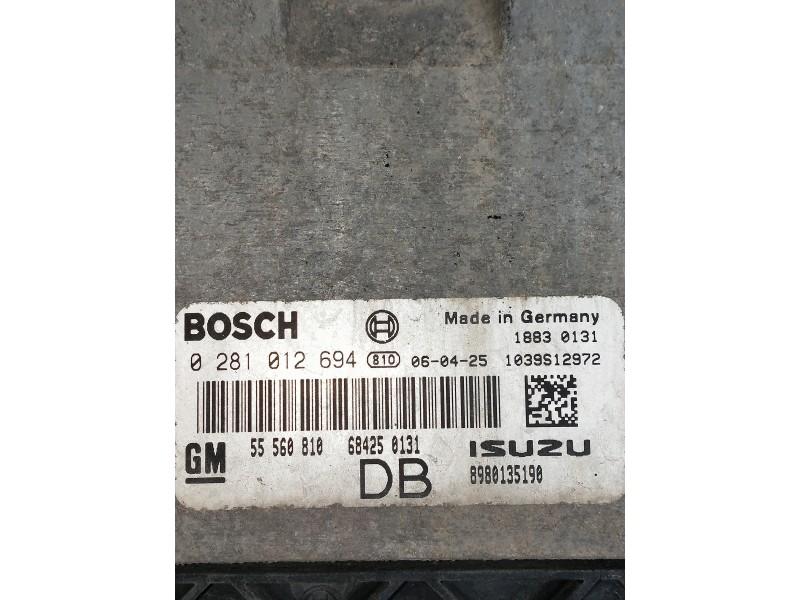 BOSCH Made in Germany
1883 0131
0 281 012 694 810 06-04-25 1039S12972
GM 55 560 810 68425 0131 ISUZU
DB 8980135190